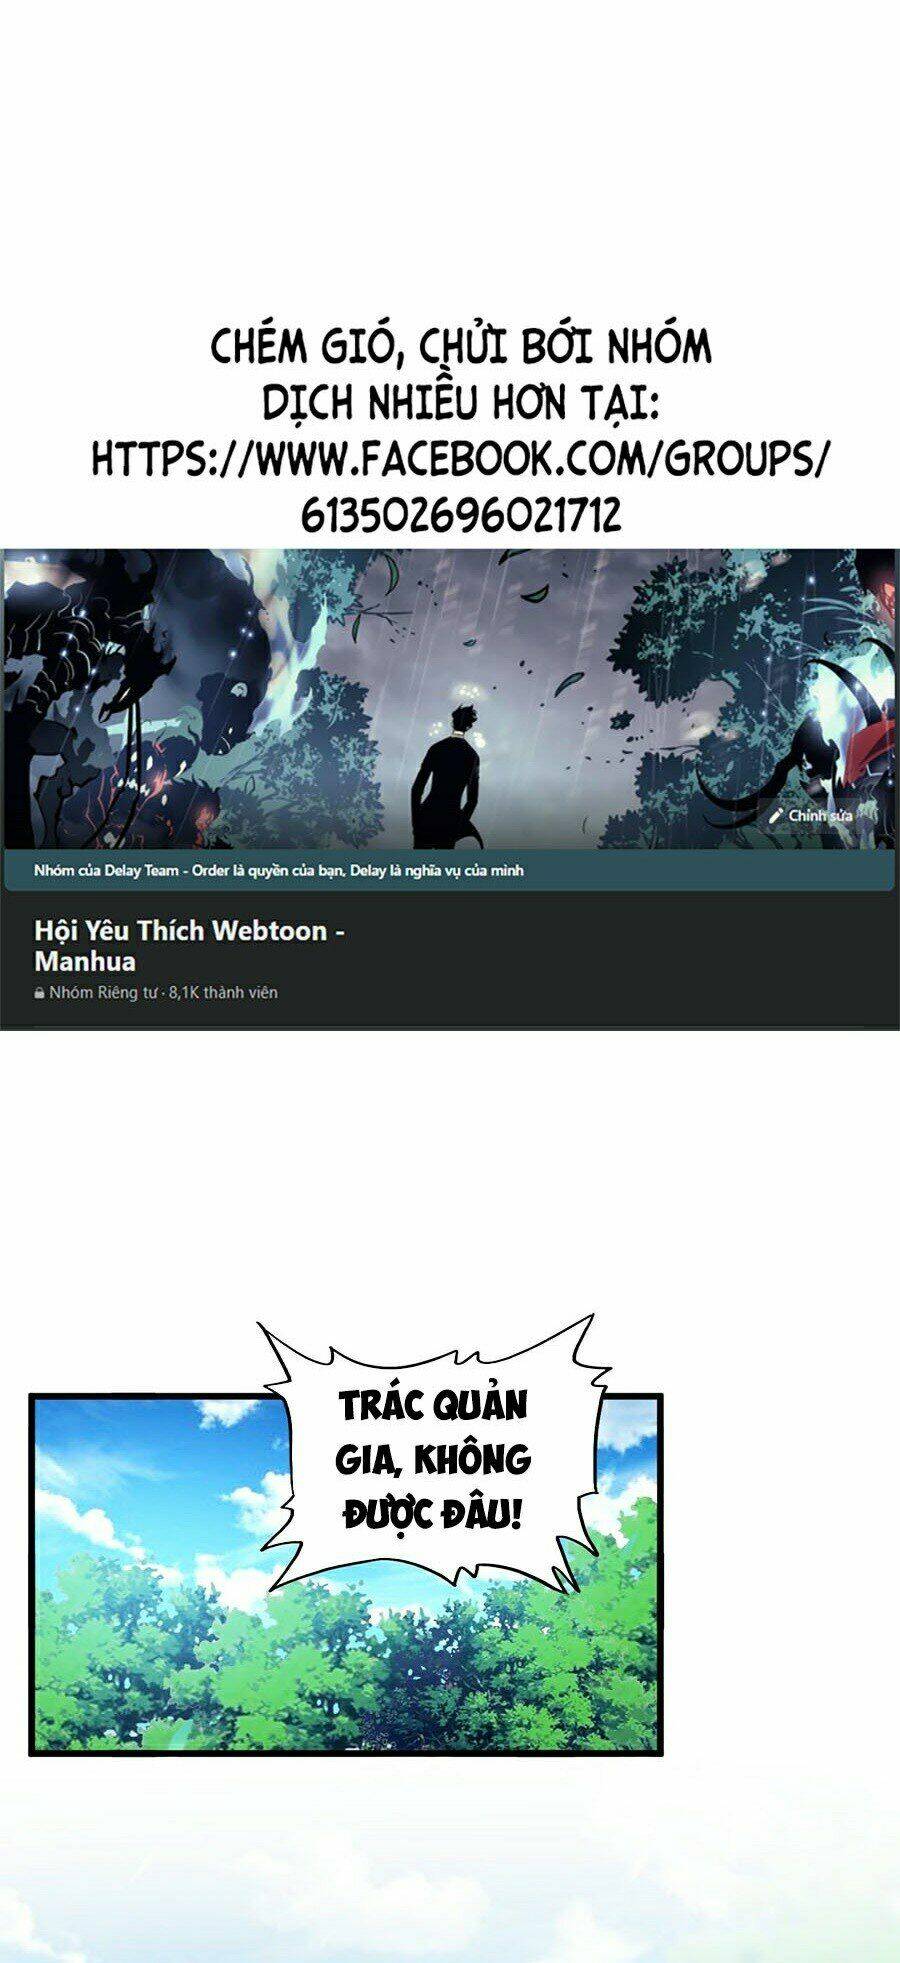 CHÉM GIÓ, CHỬI BỚI NHÓM
DỊCH NHIỀU HƠN TẠI:
HTTPS://WWW.FACEBOOK.COM/GROUPS/
613502696021712
Chỉnh sửa
Nhóm của Delay Team - Order là quyền của bạn, Delay là nghĩa vụ của mình
Hội Yêu Thích Webtoon -
Manhua
Nhóm Riêng tư · 8,1K thành viên
TRÁC QUẢN
GIA, KHÔNG
ĐƯỢC ĐÂU!